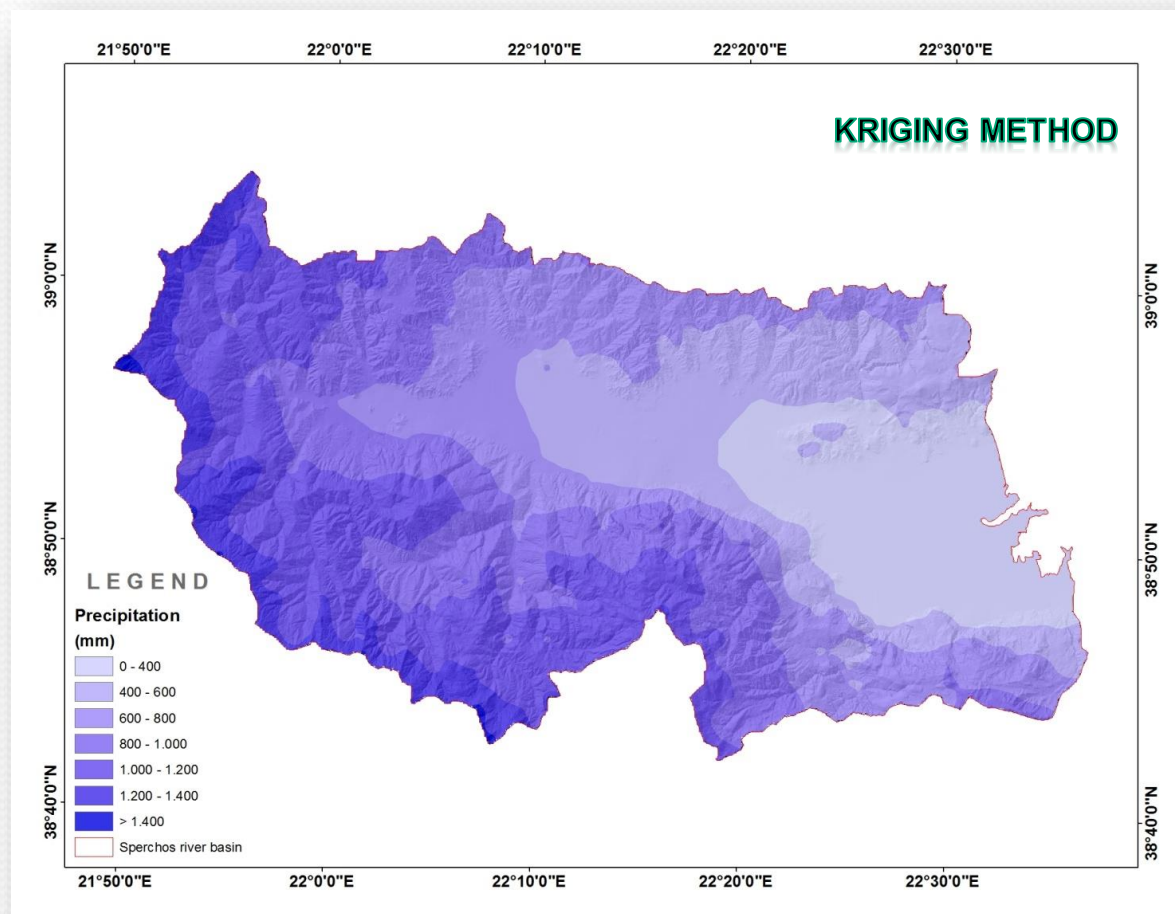 21°50'0"E 22°0'0"E 22°10'0"E 22°20'0"E 22°30'0"E
KRIGING METHOD
39°0'0"N
39°0'0"N
38°50'0"N
38°50'0"N
LEGEND
Precipitation
(mm)
0 - 400
400 - 600
600 - 800
800 - 1.000
1.000 - 1.200
1.200 - 1.400
> 1.400
Sperchos river basin
38°40'0"N
38°40'0"N
21°50'0"E 22°0'0"E 22°10'0"E 22°20'0"E 22°30'0"E